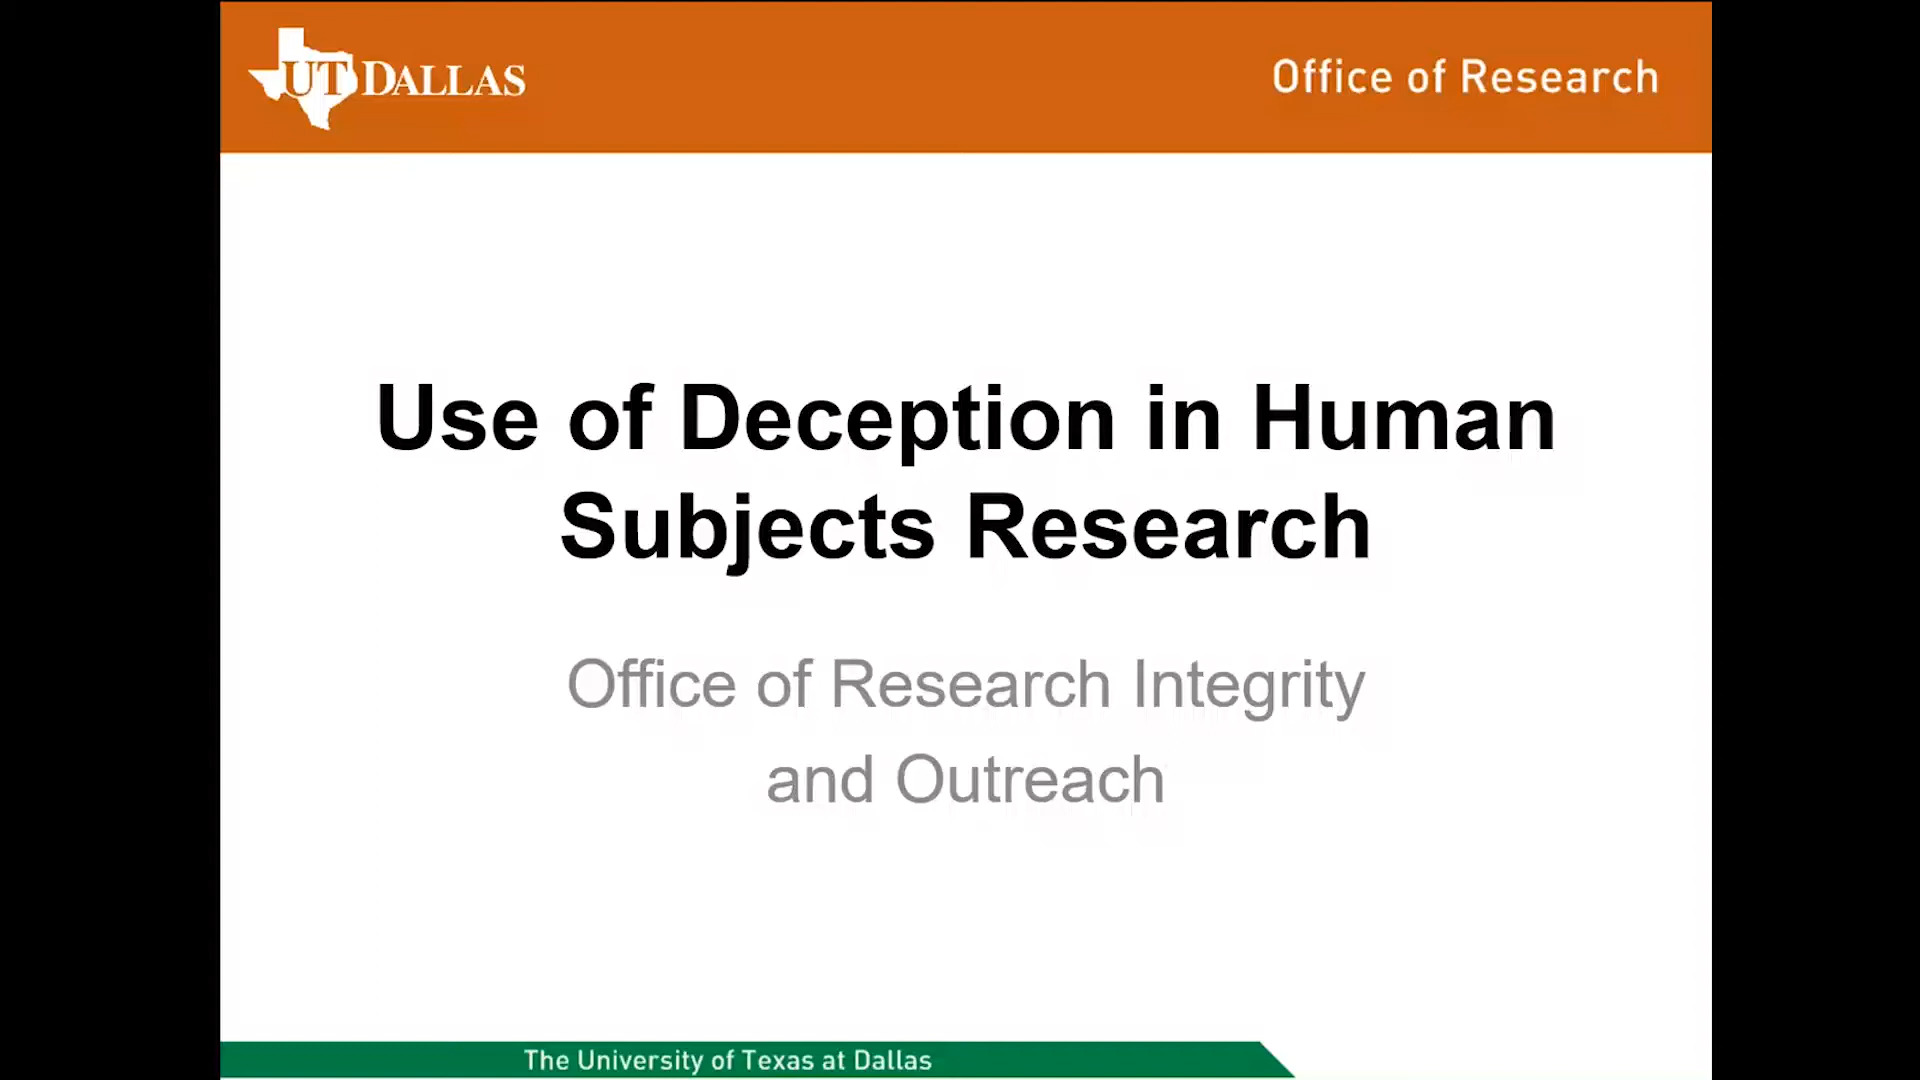 UT DALLAS
Office of Research
Use of Deception in Human
Subjects Research
Office of Research Integrity
and Outreach
The University of Texas at Dallas